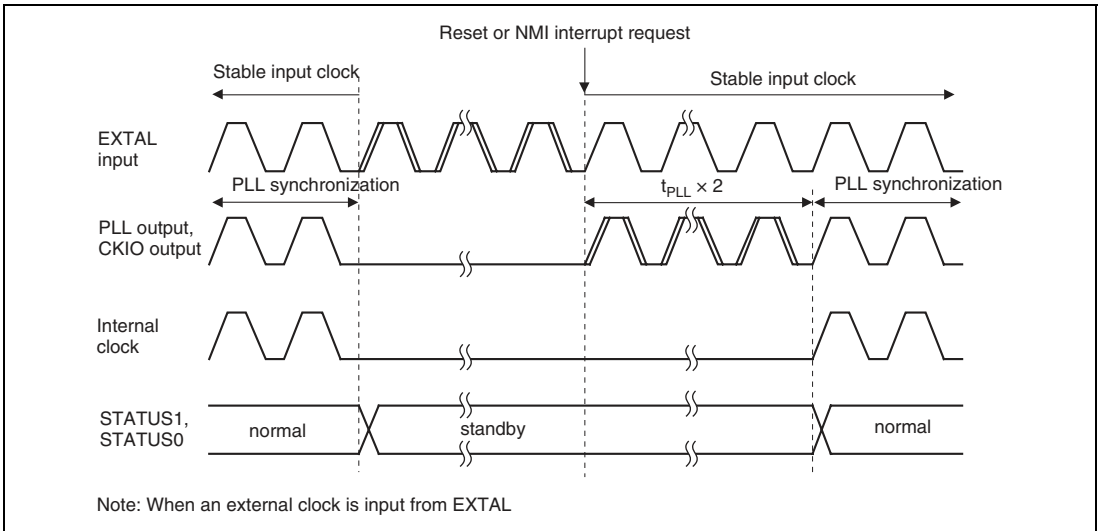 Reset or NMI interrupt request
Stable input clock
Stable input clock
EXTAL
input
PLL synchronization
tPLL × 2
PLL synchronization
PLL output,
CKIO output
Internal
clock
STATUS1,
STATUS0
normal
standby
normal
Note: When an external clock is input from EXTAL